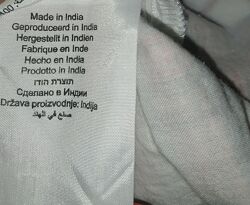 Made in India
Geproduceerd in India
Hergestellt in Indien
Fabrique en Inde
Hecho en India
Prodotto in India
תוצרת הודו
Сделано в Индии
Država proizvodnje: Indija
صنع في الهند